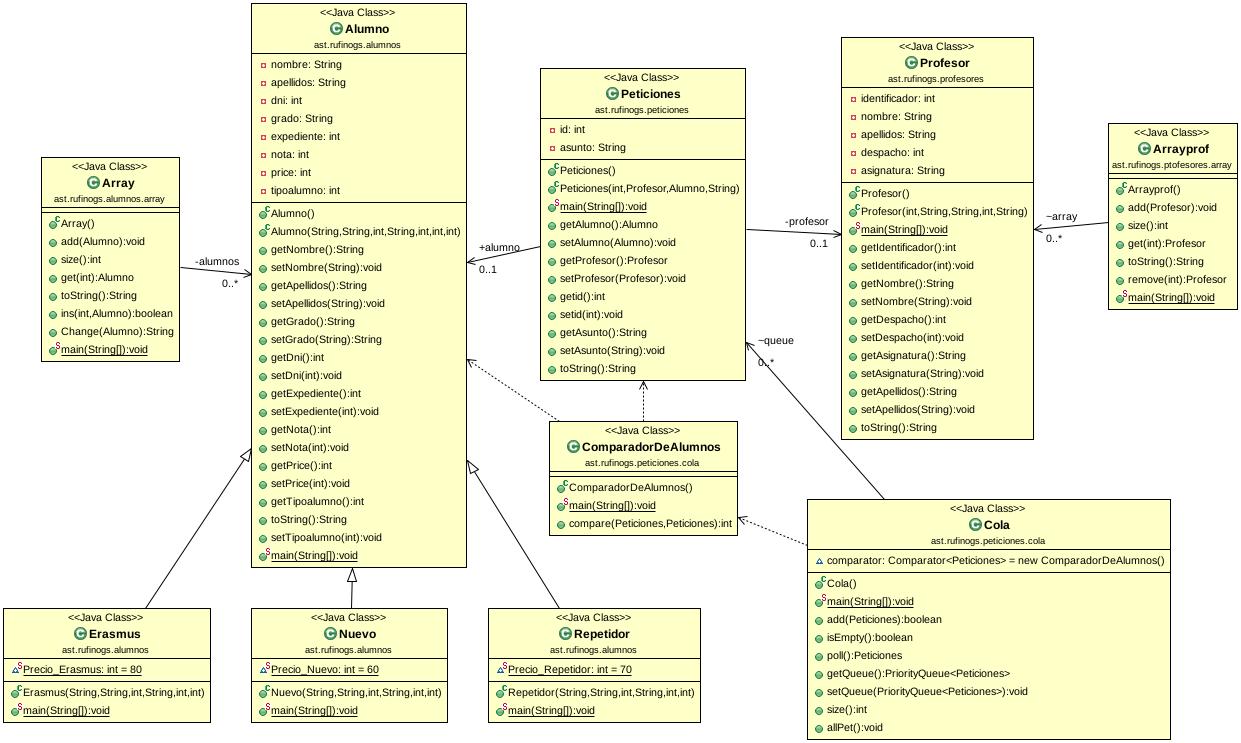 <<Java Class>>
Alumno
ast.rufinogs.alumnos
nombre: String
apellidos: String
dni: int
grado: String
expediente: int
nota: int
price: int
tipoalumno: int
Alumno()
Alumno(String,String,int,String,int,int,int)
getNombre():String
setNombre(String):void
getApellidos():String
setApellidos(String):void
getGrado():String
setGrado(String):String
getDni():int
setDni(int):void
getExpediente():int
setExpediente(int):void
getNota():int
setNota(int):void
getPrice():int
setPrice(int):void
getTipoalumno():int
toString():String
setTipoalumno(int):void
main(String[]):void
<<Java Class>>
Array
ast.rufinogs.alumnos.array
Array()
add(Alumno):void
size():int
get(int):Alumno
toString():String
ins(int,Alumno):boolean
Change(Alumno):String
main(String[]):void
-alumnos
0..*
<<Java Class>>
Peticiones
ast.rufinogs.peticiones
id: int
asunto: String
Peticiones()
Peticiones(int,Profesor,Alumno,String)
main(String[]):void
getAlumno():Alumno
setAlumno(Alumno):void
getProfesor():Profesor
setProfesor(Profesor):void
getid():int
setid(int):void
getAsunto():String
setAsunto(String):void
toString():String
+alumno
0..1
-profesor
0..1
<<Java Class>>
Profesor
ast.rufinogs.profesores
identificador: int
nombre: String
apellidos: String
despacho: int
asignatura: String
Profesor()
Profesor(int,String,String,int,String)
main(String[]):void
getIdentificador():int
setIdentificador(int):void
getNombre():String
setNombre(String):void
getDespacho():int
setDespacho(int):void
getAsignatura():String
setAsignatura(String):void
getApellidos():String
setApellidos(String):void
toString():String
~array
0..*
<<Java Class>>
Arrayprof
ast.rufinogs.ptofesores.array
Arrayprof()
add(Profesor):void
size():int
get(int):Profesor
toString():String
remove(int):Profesor
main(String[]):void
~queue
0..*
<<Java Class>>
ComparadorDeAlumnos
ast.rufinogs.peticiones.cola
ComparadorDeAlumnos()
main(String[]):void
compare(Peticiones,Peticiones):int
<<Java Class>>
Cola
ast.rufinogs.peticiones.cola
comparator: Comparator<Peticiones> = new ComparadorDeAlumnos()
Cola()
main(String[]):void
add(Peticiones):boolean
isEmpty():boolean
poll():Peticiones
getQueue():PriorityQueue<Peticiones>
setQueue(PriorityQueue<Peticiones>):void
size():int
allPet():void
<<Java Class>>
Erasmus
ast.rufinogs.alumnos
Precio_Erasmus: int = 80
Erasmus(String,String,int,String,int,int)
main(String[]):void
<<Java Class>>
Nuevo
ast.rufinogs.alumnos
Precio_Nuevo: int = 60
Nuevo(String,String,int,String,int,int)
main(String[]):void
<<Java Class>>
Repetidor
ast.rufinogs.alumnos
Precio_Repetidor: int = 70
Repetidor(String,String,int,String,int,int)
main(String[]):void